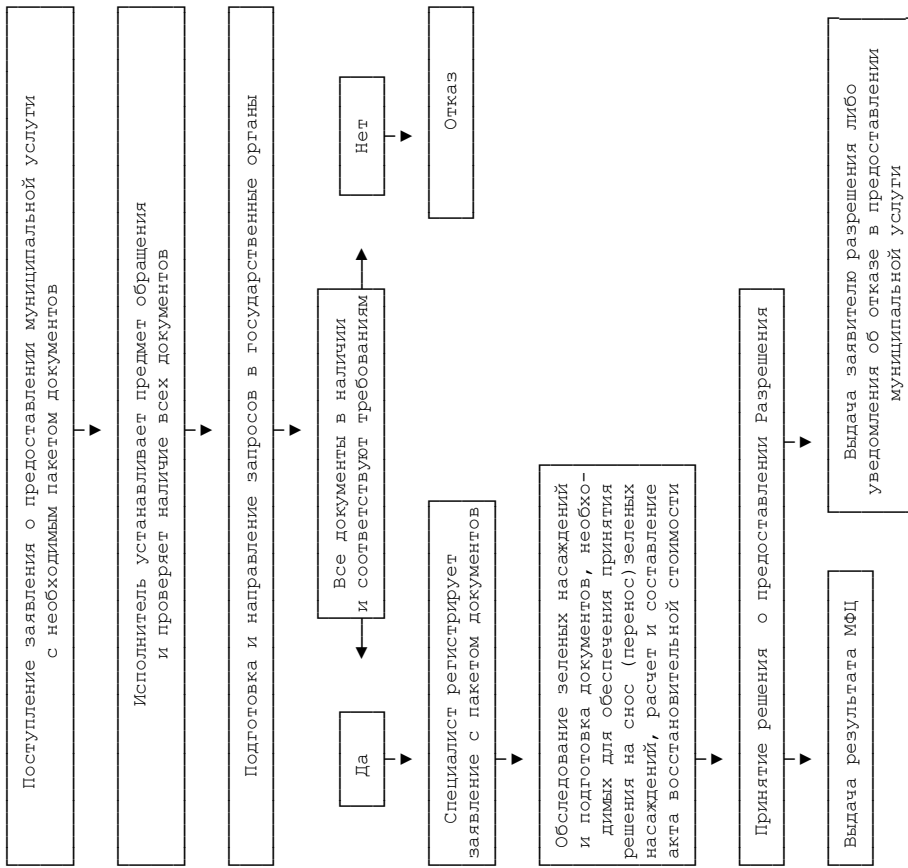 Поступление заявления о предоставлении муниципальной услуги
с необходимым пакетом документов
Исполнитель устанавливает предмет обращения
и проверяет наличие всех документов
Подготовка и направление запросов в государственные органы
Все документы в наличии
и соответствуют требованиям
Да
Нет
Специалист регистрирует
заявление с пакетом документов
Отказ
Обследование зеленых насаждений
и подготовка документов, необхо-
димых для обеспечения принятия
решения на снос (перенос)зеленых
насаждений, расчет и составление
акта восстановительной стоимости
Принятие решения о предоставлении Разрешения
Выдача результата МФЦ
Выдача заявителю разрешения либо
уведомления об отказе в предоставлении
муниципальной услуги